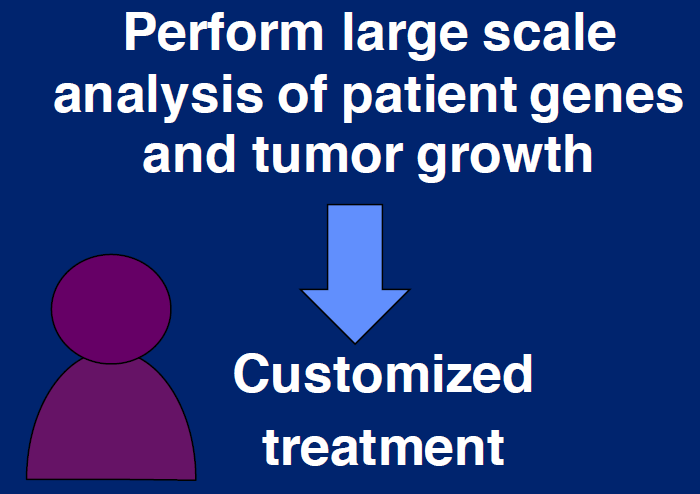 Perform large scale
analysis of patient genes
and tumor growth
Customized
treatment